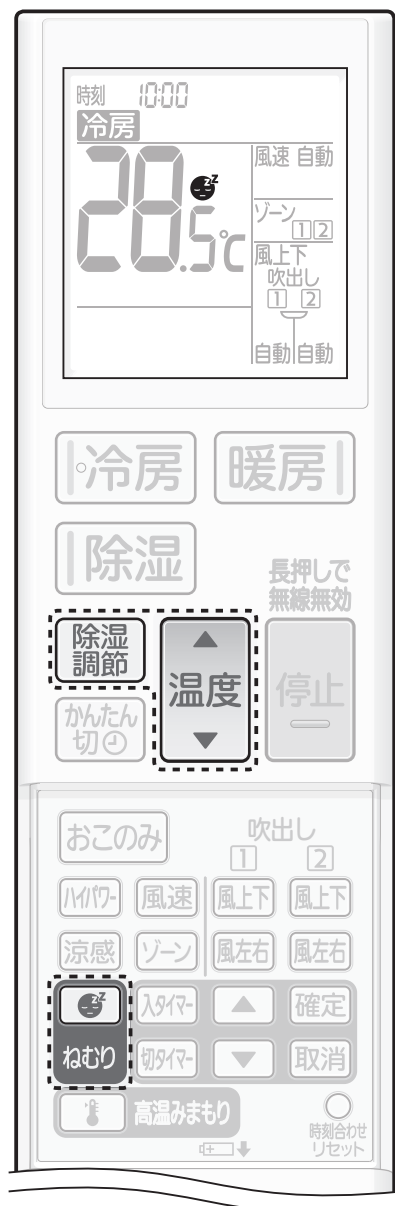 時刻 10:00
冷房
28.5℃
風速 自動
ゾーン 1 2
風上下
吹出し
1 2
自動 自動
冷房 暖房
除湿
長押しで
無線無効
除湿
調節
▲
温度
▼
停止
かんたん
切
おこのみ
吹出し
1 2
ハイパワー 風速 風上下 風上下
涼感 ゾーン 風左右 風左右
入タイマー ▲ 確定
ねむり 切タイマー ▼ 取消
高温みまもり
時刻合わせ
リセット